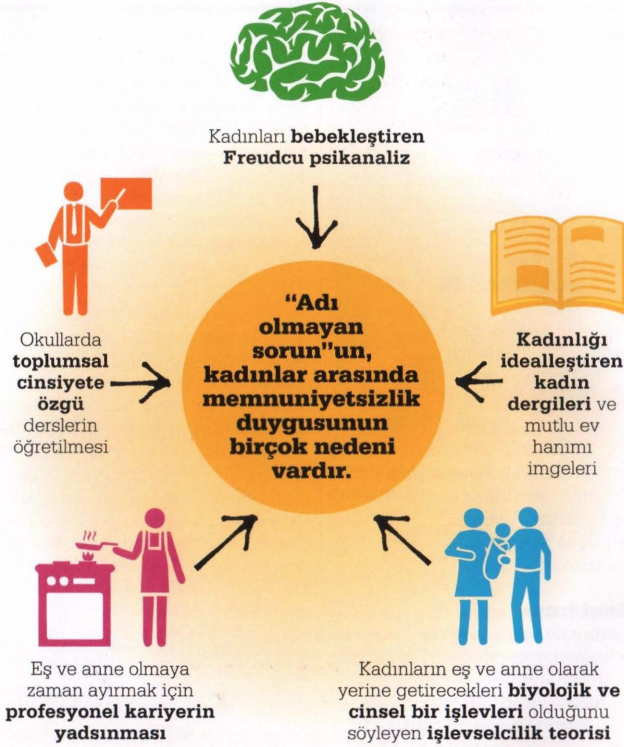 Kadınları bebekleştiren
Freudcu psikanaliz
Okullarda
toplumsal
cinsiyete
özgü
derslerin
öğretilmesi
“Adı
olmayan
sorun”un,
kadınlar arasında
memnuniyetsizlik
duygusunun
birçok nedeni
vardır.
Kadınlığı
idealleştiren
kadın
dergileri ve
mutlu ev
hanımı
imgeleri
Eş ve anne olmaya
zaman ayırmak için
profesyonel kariyerin
yadsınması
Kadınların eş ve anne olarak
yerine getirecekleri biyolojik ve
cinsel bir işlevleri olduğunu
söyleyen işlevselcilik teorisi